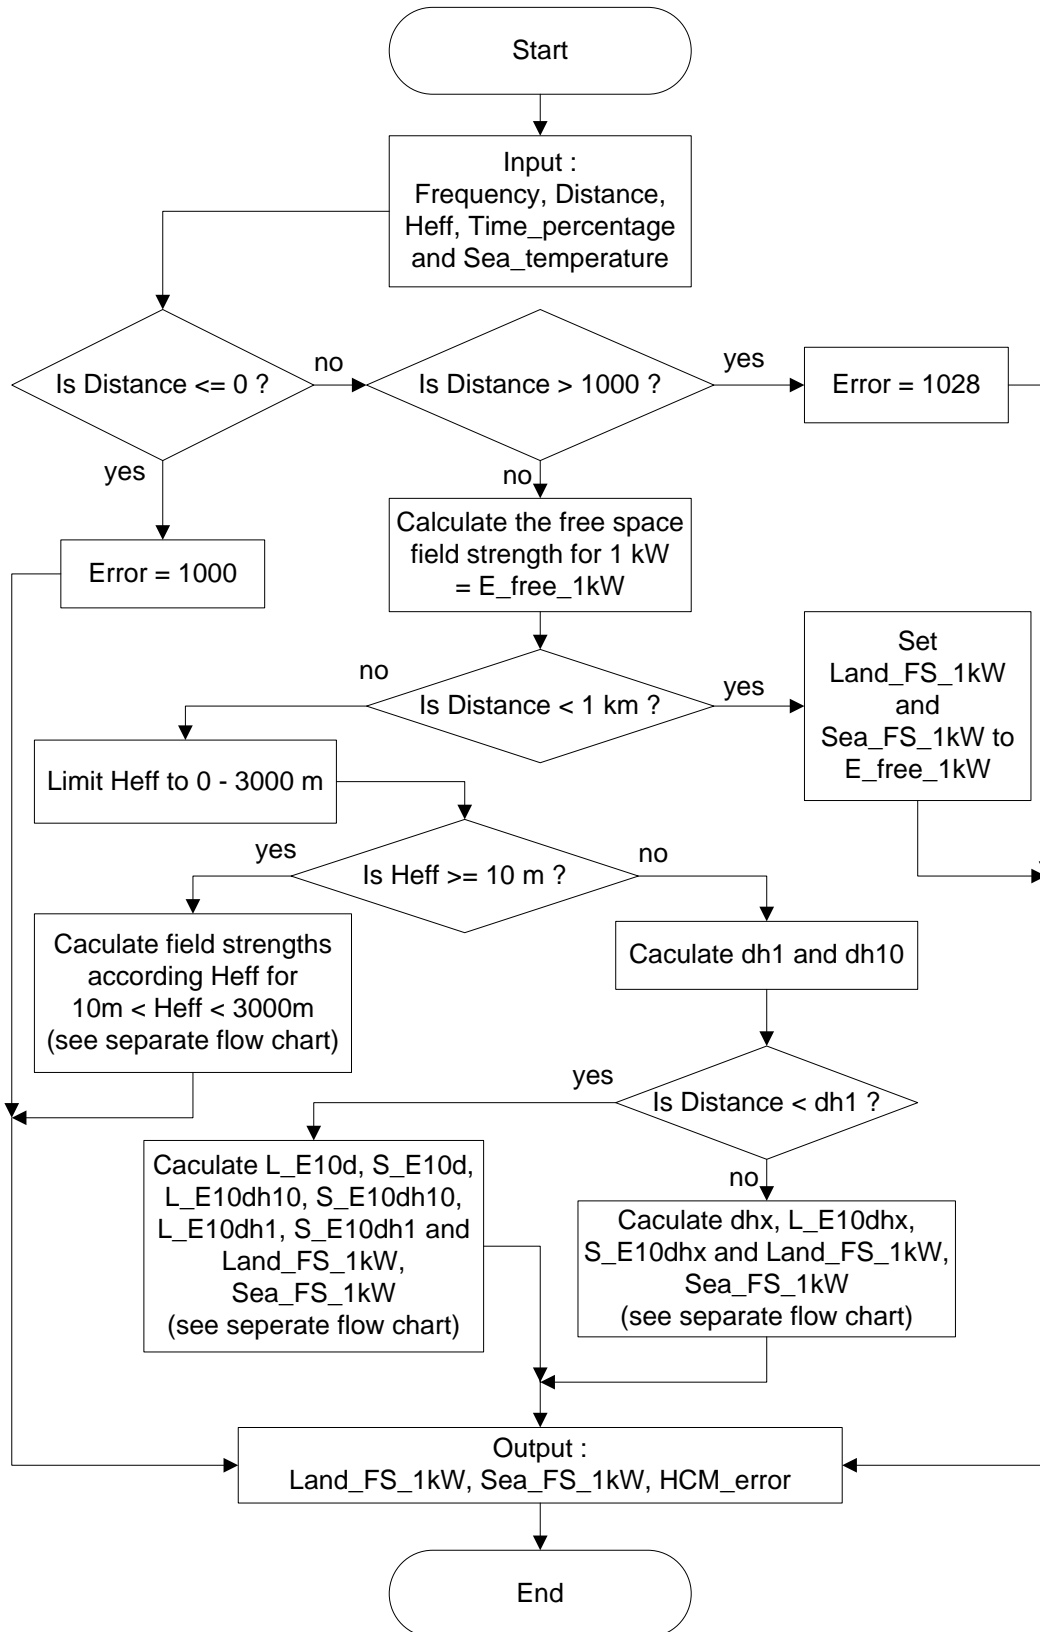 Start
Input :
Frequency, Distance,
Heff, Time_percentage
and Sea_temperature
Is Distance <= 0 ?
no
Is Distance > 1000 ?
yes
Error = 1028
yes
no
Error = 1000
Calculate the free space
field strength for 1 kW
= E_free_1kW
Set
Land_FS_1kW
and
Sea_FS_1kW to
E_free_1kW
no
Is Distance < 1 km ?
yes
Limit Heff to 0 - 3000 m
yes
Is Heff >= 10 m ?
no
Caculate field strengths
according Heff for
10m < Heff < 3000m
(see separate flow chart)
Caculate dh1 and dh10
yes
Is Distance < dh1 ?
no
Caculate L_E10d, S_E10d,
L_E10dh10, S_E10dh10,
L_E10dh1, S_E10dh1 and
Land_FS_1kW,
Sea_FS_1kW
(see seperate flow chart)
Caculate dhx, L_E10dhx,
S_E10dhx and Land_FS_1kW,
Sea_FS_1kW
(see separate flow chart)
Output :
Land_FS_1kW, Sea_FS_1kW, HCM_error
End